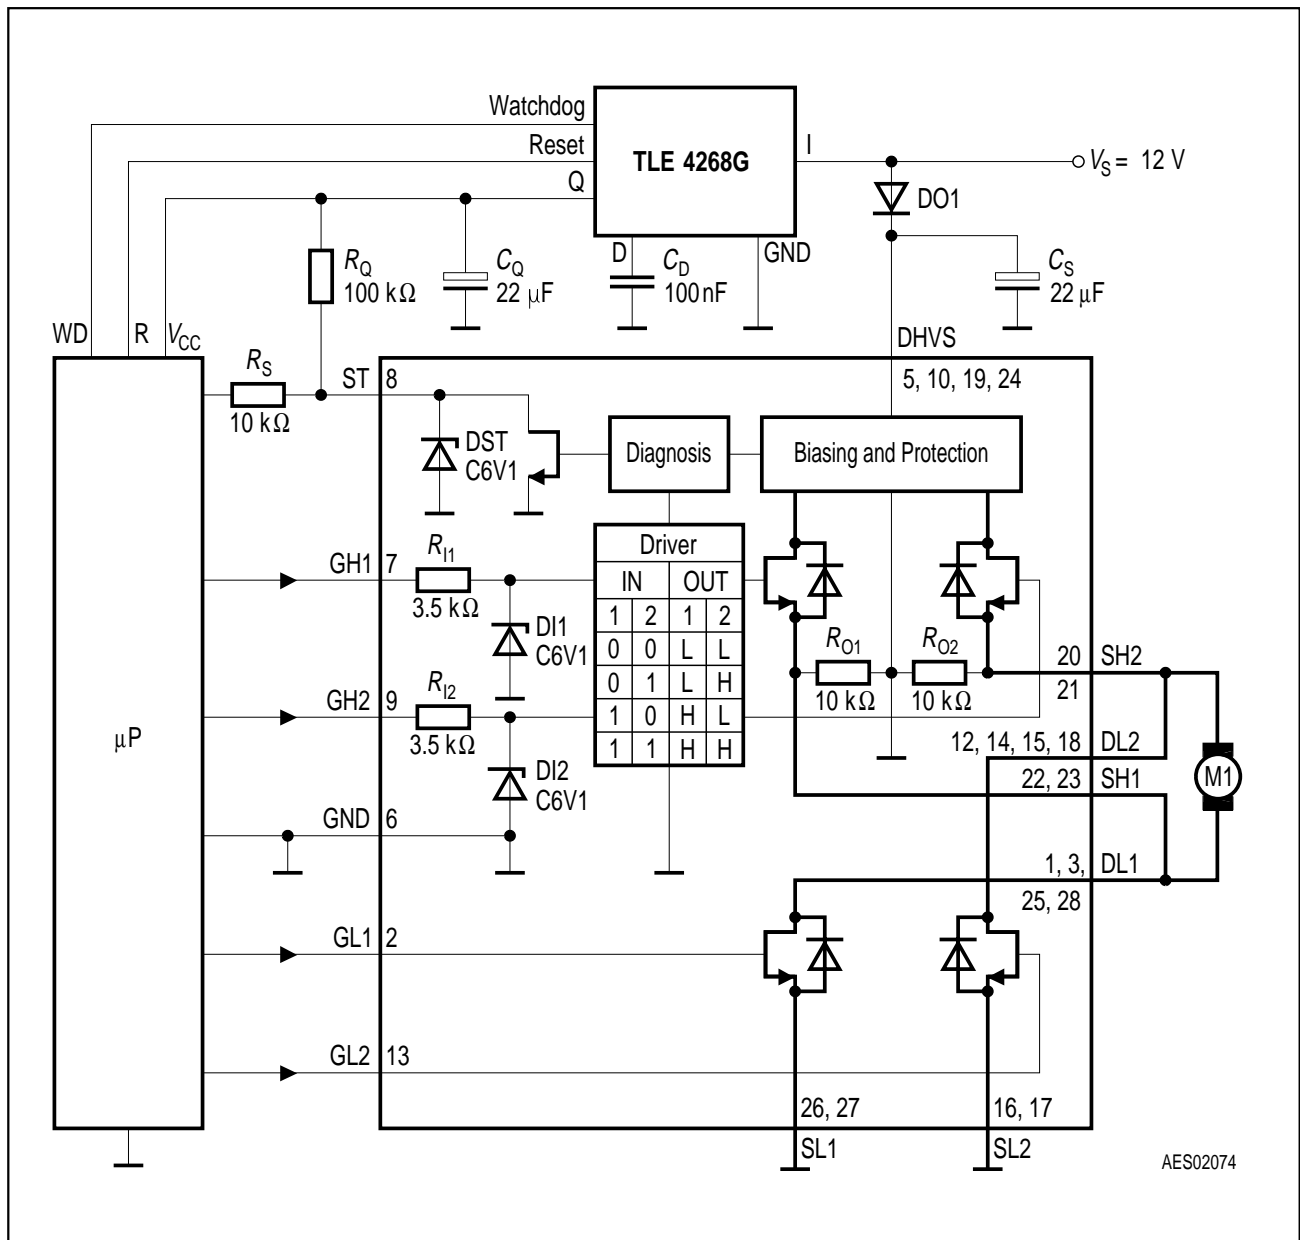 Watchdog
Reset
Q
TLE 4268G
I
V_S = 12 V
DO1
D
C_D
100 nF
GND
R_Q
100 kΩ
C_Q
22 μF
C_S
22 μF
WD R V_CC
DHVS
5, 10, 19, 24
R_S
10 kΩ
ST 8
DST
C6V1
Diagnosis
Biasing and Protection
GH1 7
R_I1
3.5 kΩ
DI1
C6V1
Driver
IN OUT
1 2 1 2
0 0 L L
0 1 L H
1 0 H L
1 1 H H
R_O1
10 kΩ
R_O2
10 kΩ
20 SH2
21
GH2 9
R_I2
3.5 kΩ
DI2
C6V1
μP
12, 14, 15, 18 DL2
22, 23 SH1
M1
GND 6
1, 3, DL1
25, 28
GL1 2
GL2 13
26, 27
SL1
16, 17
SL2
AES02074